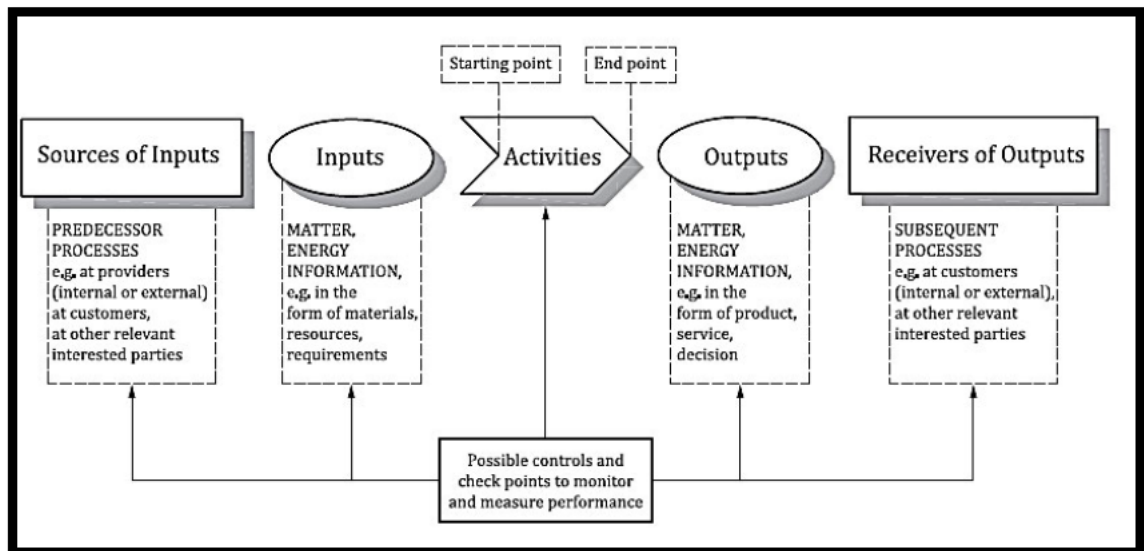 Starting point
End point
Sources of Inputs
Inputs
Activities
Outputs
Receivers of Outputs
PREDECESSOR
PROCESSES
e.g. at providers
(internal or external)
at customers,
at other relevant
interested parties
MATTER,
ENERGY
INFORMATION,
e.g. in the
form of materials,
resources,
requirements
MATTER,
ENERGY
INFORMATION,
e.g. in the
form of product,
service,
decision
SUBSEQUENT
PROCESSES
e.g. at customers
(internal or external),
at other relevant
interested parties
Possible controls and
check points to monitor
and measure performance